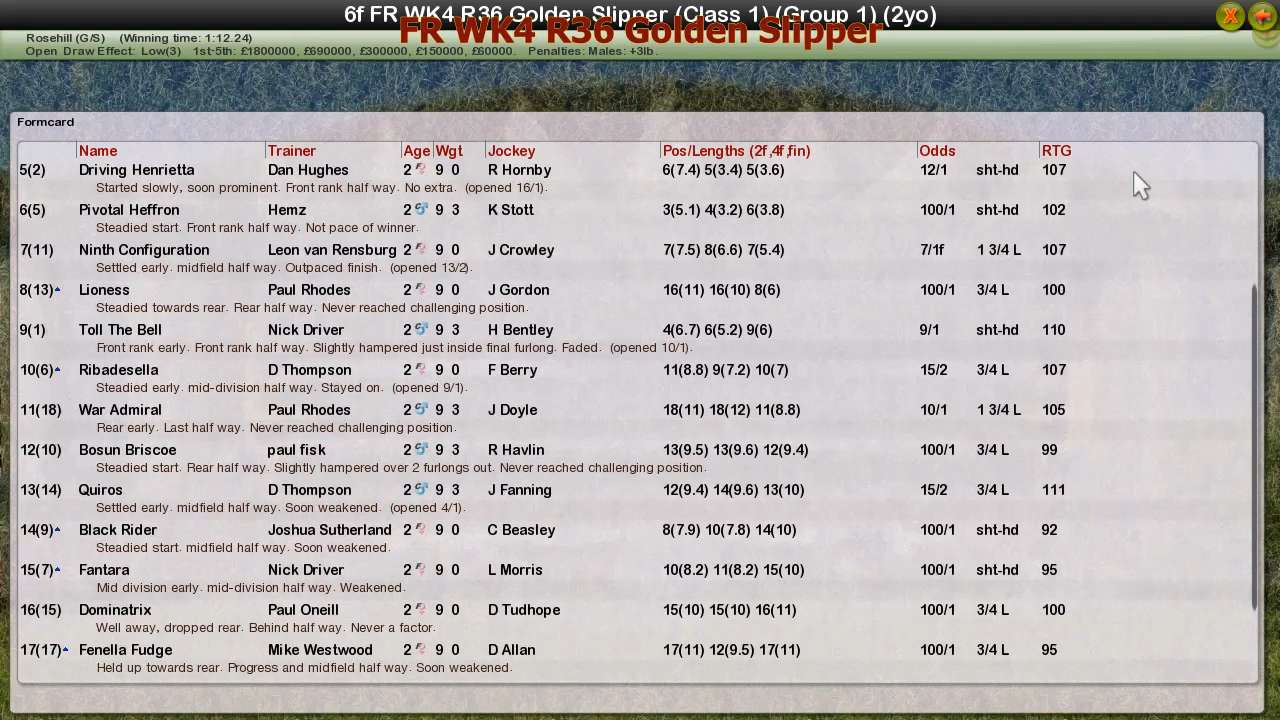 6f FR WK4 R36 Golden Slipper (Class 1) (Group 1) (2yo)
FR WK4 R36 Golden Slipper
Rosehill (G/S) (Winning time: 1:12.24)
Open Draw Effect: Low(3) 1st-5th: £1800000, £690000, £300000, £150000, £60000. Penalties: Males: +3lb.
Formcard
Name Trainer Age Wgt Jockey Pos/Lengths (2f,4f,fin) Odds RTG
5(2) Driving Henrietta Dan Hughes 2 9 0 R Hornby 6(7.4) 5(3.4) 5(3.6) 12/1 sht-hd 107
Started slowly, soon prominent. Front rank half way. No extra. (opened 16/1).
6(5) Pivotal Heffron Hemz 2 9 3 K Stott 3(5.1) 4(3.2) 6(3.8) 100/1 sht-hd 102
Steadied start. Front rank half way. Not pace of winner.
7(11) Ninth Configuration Leon van Rensburg 2 9 0 J Crowley 7(7.5) 8(6.6) 7(5.4) 7/1f 1 3/4 L 107
Settled early. midfield half way. Outpaced finish. (opened 13/2).
8(13) Lioness Paul Rhodes 2 9 0 J Gordon 16(11) 16(10) 8(6) 100/1 3/4 L 100
Steadied towards rear. Rear half way. Never reached challenging position.
9(1) Toll The Bell Nick Driver 2 9 3 H Bentley 4(6.7) 6(5.2) 9(6) 9/1 sht-hd 110
Front rank early. Front rank half way. Slightly hampered just inside final furlong. Faded. (opened 10/1).
10(6) Ribadesella D Thompson 2 9 0 F Berry 11(8.8) 9(7.2) 10(7) 15/2 3/4 L 107
Steadied early. mid-division half way. Stayed on. (opened 9/1).
11(18) War Admiral Paul Rhodes 2 9 3 J Doyle 18(11) 18(12) 11(8.8) 10/1 1 3/4 L 105
Rear early. Last half way. Never reached challenging position.
12(10) Bosun Briscoe paul fisk 2 9 3 R Havlin 13(9.5) 13(9.6) 12(9.4) 100/1 3/4 L 99
Steadied start. Rear half way. Slightly hampered over 2 furlongs out. Never reached challenging position.
13(14) Quiros D Thompson 2 9 3 J Fanning 12(9.4) 14(9.6) 13(10) 15/2 3/4 L 111
Settled early. midfield half way. Soon weakened. (opened 4/1).
14(9) Black Rider Joshua Sutherland 2 9 0 C Beasley 8(7.9) 10(7.8) 14(10) 100/1 sht-hd 92
Steadied start. midfield half way. Soon weakened.
15(7) Fantara Nick Driver 2 9 0 L Morris 10(8.2) 11(8.2) 15(10) 100/1 sht-hd 95
Mid division early. mid-division half way. Weakened.
16(15) Dominatrix Paul Oneill 2 9 0 D Tudhope 15(10) 15(10) 16(11) 100/1 3/4 L 100
Well away, dropped rear. Behind half way. Never a factor.
17(17) Fenella Fudge Mike Westwood 2 9 0 D Allan 17(11) 12(9.5) 17(11) 100/1 3/4 L 95
Held up towards rear. Progress and midfield half way. Soon weakened.